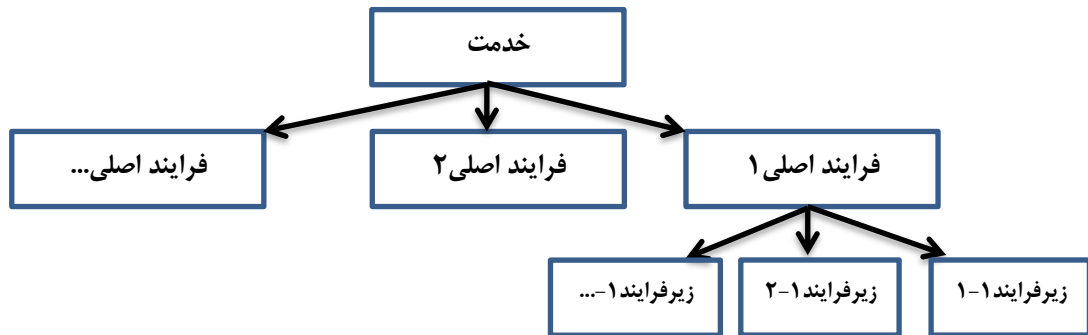 خدمت
فرایند اصلی۱
فرایند اصلی۲
فرایند اصلی...
زیرفرایند۱-۱
زیرفرایند۱-۲
زیرفرایند۱-...